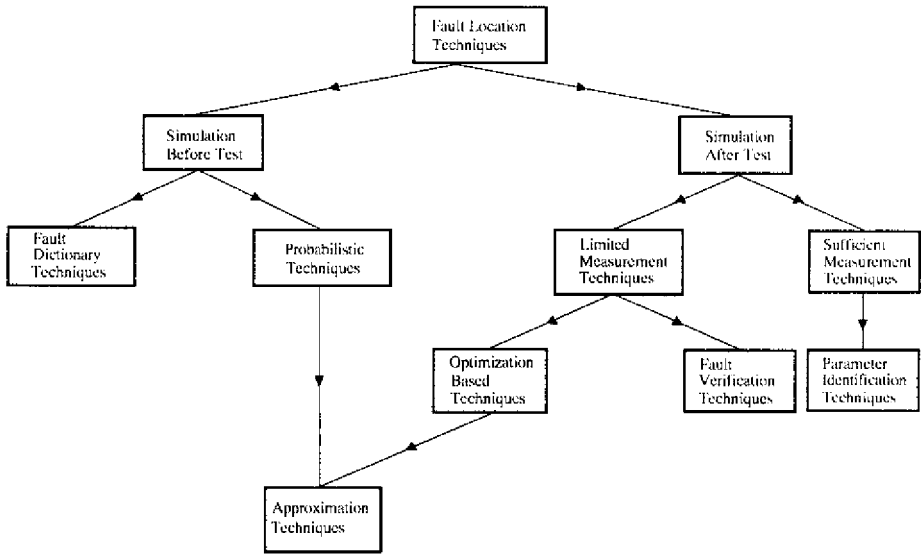 Fault Location
Techniques
Simulation
Before Test
Simulation
After Test
Fault
Dictionary
Techniques
Probabilistic
Techniques
Limited
Measurement
Techniques
Sufficient
Measurement
Techniques
Optimization
Based
Techniques
Fault
Verification
Techniques
Parameter
Identification
Techniques
Approximation
Techniques